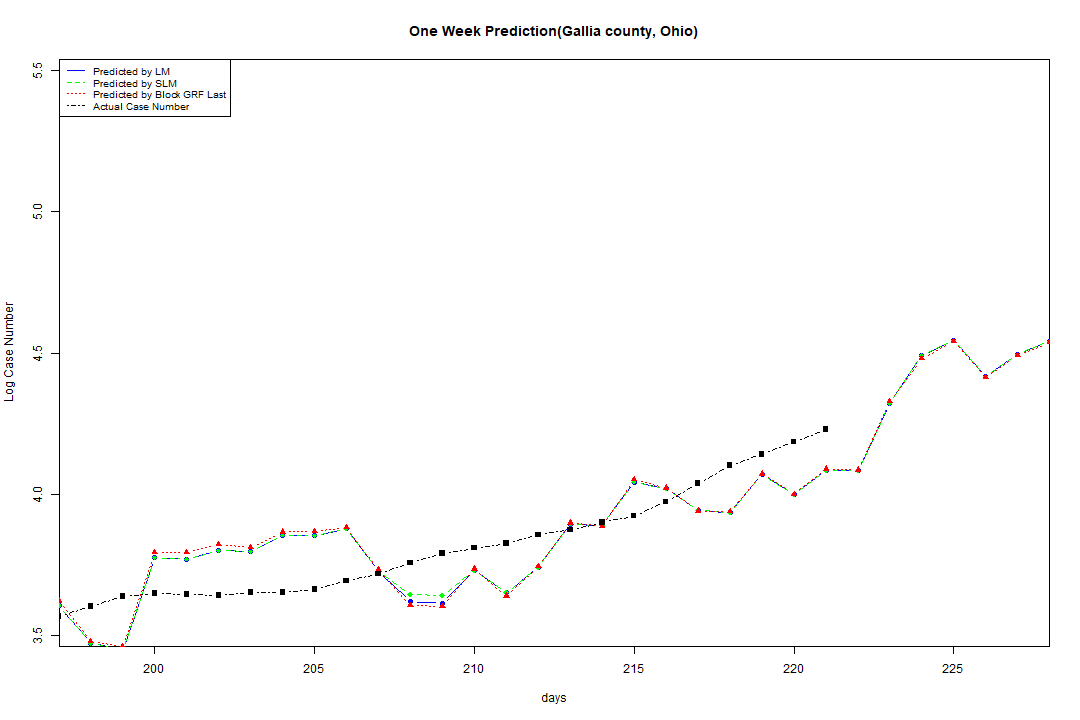 One Week Prediction(Gallia county, Ohio)
Predicted by LM
Predicted by SLM
Predicted by Block GRF Last
Actual Case Number
5.5
5.0
4.5
4.0
3.5
Log Case Number
200 205 210 215 220 225
days